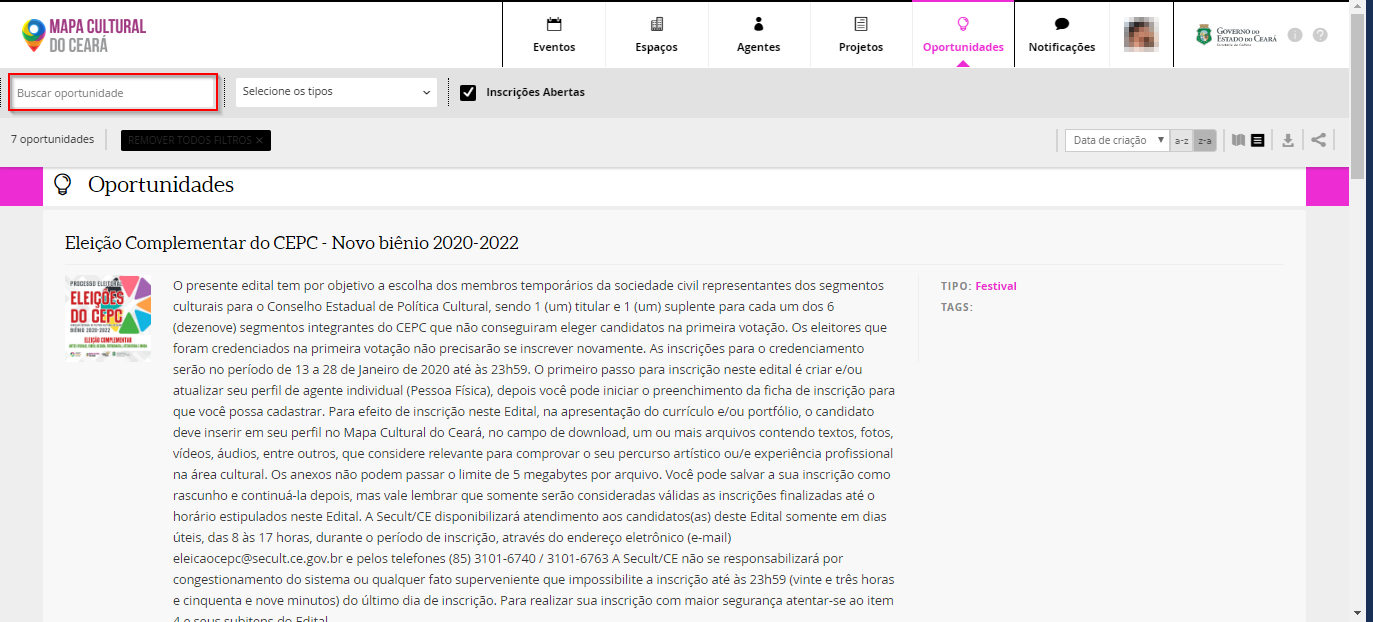 MAPA CULTURAL
DO CEARÁ
Eventos
Espaços
Agentes
Projetos
Oportunidades
Notificações
GOVERNO DO
ESTADO DO CEARÁ
Secretaria da Cultura
Buscar oportunidade
Selecione os tipos
Inscrições Abertas
7 oportunidades
REMOVER TODOS FILTROS ×
Data de criação
a-z
z-a
Oportunidades
Eleição Complementar do CEPC - Novo biênio 2020-2022
PROCESSO ELEITORAL
ELEIÇÕES
DO CEPC
BIÊNIO 2020-2022
ELEIÇÃO COMPLEMENTAR
O presente edital tem por objetivo a escolha dos membros temporários da sociedade civil representantes dos segmentos
culturais para o Conselho Estadual de Política Cultural, sendo 1 (um) titular e 1 (um) suplente para cada um dos 6
(dezenove) segmentos integrantes do CEPC que não conseguiram eleger candidatos na primeira votação. Os eleitores que
foram credenciados na primeira votação não precisarão se inscrever novamente. As inscrições para o credenciamento
serão no período de 13 a 28 de Janeiro de 2020 até às 23h59. O primeiro passo para inscrição neste edital é criar e/ou
atualizar seu perfil de agente individual (Pessoa Física), depois você pode iniciar o preenchimento da ficha de inscrição para
que você possa cadastrar. Para efeito de inscrição neste Edital, na apresentação do currículo e/ou portfólio, o candidato
deve inserir em seu perfil no Mapa Cultural do Ceará, no campo de download, um ou mais arquivos contendo textos, fotos,
vídeos, áudios, entre outros, que considere relevante para comprovar o seu percurso artístico ou/e experiência profissional
na área cultural. Os anexos não podem passar o limite de 5 megabytes por arquivo. Você pode salvar a sua inscrição como
rascunho e continuá-la depois, mas vale lembrar que somente serão consideradas válidas as inscrições finalizadas até o
horário estipulados neste Edital. A Secult/CE disponibilizará atendimento aos candidatos(as) deste Edital somente em dias
úteis, das 8 às 17 horas, durante o período de inscrição, através do endereço eletrônico (e-mail)
eleicaocepc@secult.ce.gov.br e pelos telefones (85) 3101-6740 / 3101-6763 A Secult/CE não se responsabilizará por
congestionamento do sistema ou qualquer fato superveniente que impossibilite a inscrição até às 23h59 (vinte e três horas
e cinquenta e nove minutos) do último dia de inscrição. Para realizar sua inscrição com maior segurança atentar-se ao item
4 e seus subitens do Edital.
TIPO: Festival
TAGS: